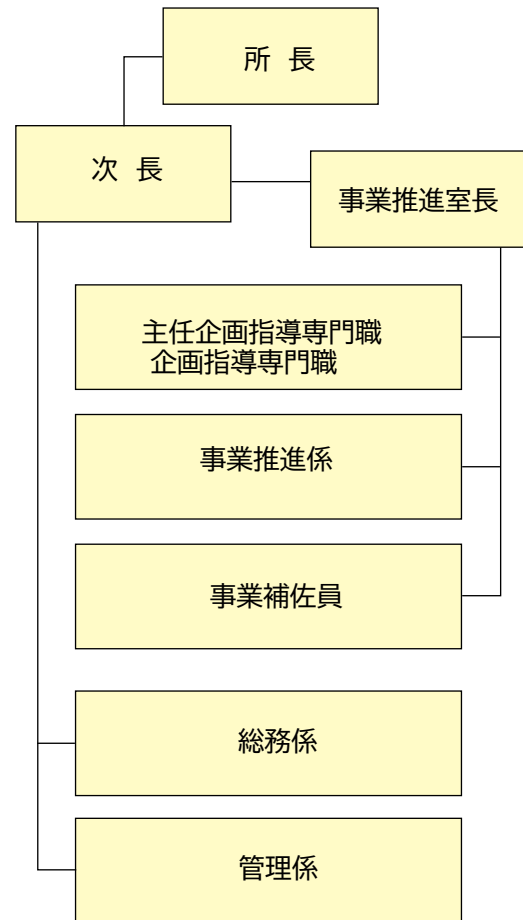 所 長
次 長
事業推進室長
主任企画指導専門職
企画指導専門職
事業推進係
事業補佐員
総務係
管理係